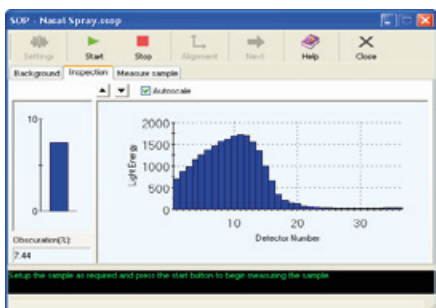 SOP - Nasal Spray.ssop
Settings Start Stop Alignment Next Help Close
Background Inspection Measure sample
Autoscale
10
0
Obscuration(%):
7.44
Light Energy
2000
1500
1000
500
0
10 20 30
Detector Number
Setup the sample as required and press the start button to begin measuring the sample.